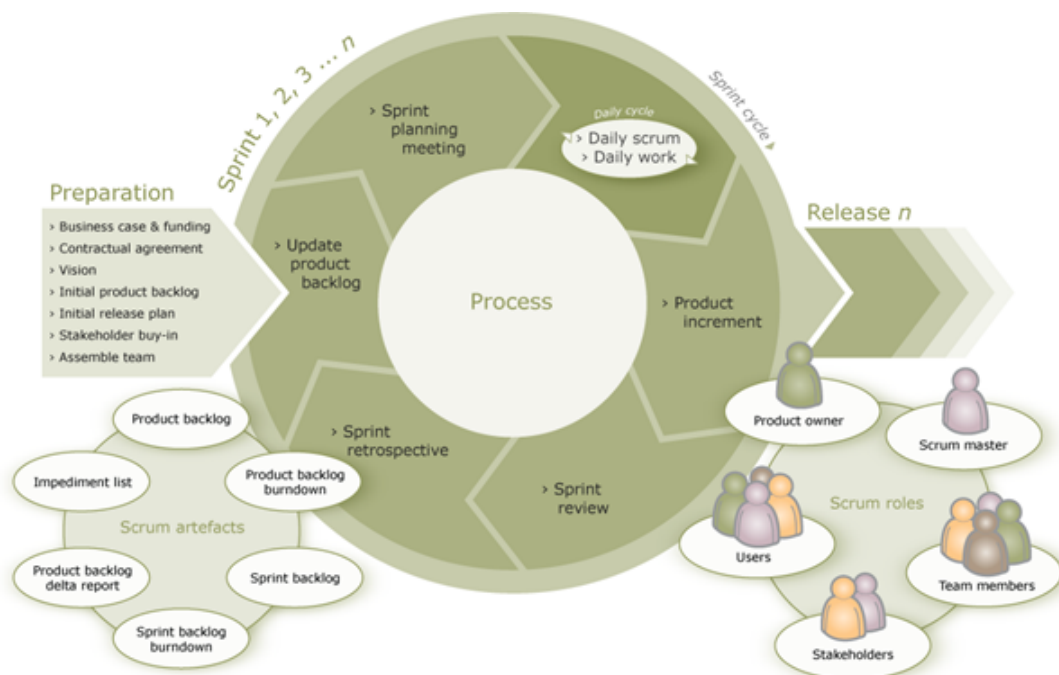 Sprint 1, 2, 3 ... n
Sprint cycle
Preparation
› Business case & funding
› Contractual agreement
› Vision
› Initial product backlog
› Initial release plan
› Stakeholder buy-in
› Assemble team
› Sprint
planning
meeting
Daily cycle
› Daily scrum
› Daily work
› Update
product
backlog
Process
› Product
increment
› Sprint
retrospective
› Sprint
review
Release n
Product backlog
Impediment list
Product backlog
burndown
Scrum artefacts
Product backlog
delta report
Sprint backlog
Sprint backlog
burndown
Product owner
Scrum master
Scrum roles
Users
Team members
Stakeholders